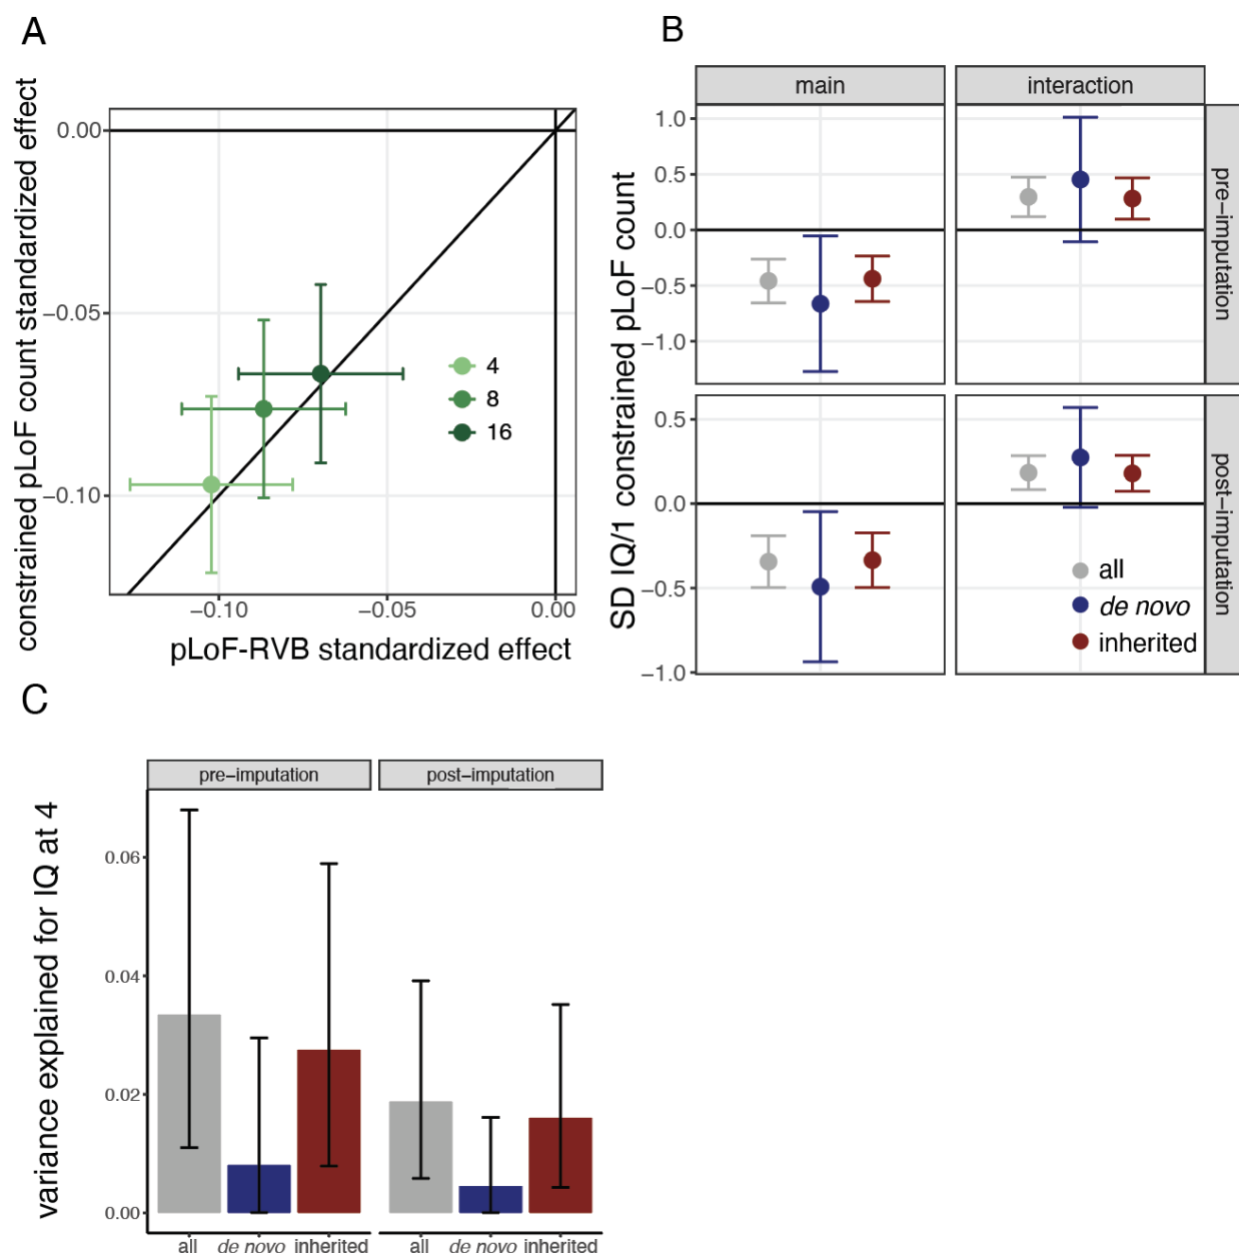 A
constrained pLoF count standardized effect
0.00
−0.05
−0.10
4
8
16
−0.10
−0.05
0.00
pLoF-RVB standardized effect
B
main
interaction
SD IQ/1 constrained pLoF count
1.0
0.5
0.0
−0.5
−1.0
pre−imputation
0.5
0.0
−0.5
−1.0
post−imputation
all
de novo
inherited
C
pre−imputation
post−imputation
variance explained for IQ at 4
0.06
0.04
0.02
0.00
all
de novo
inherited
all
de novo
inherited